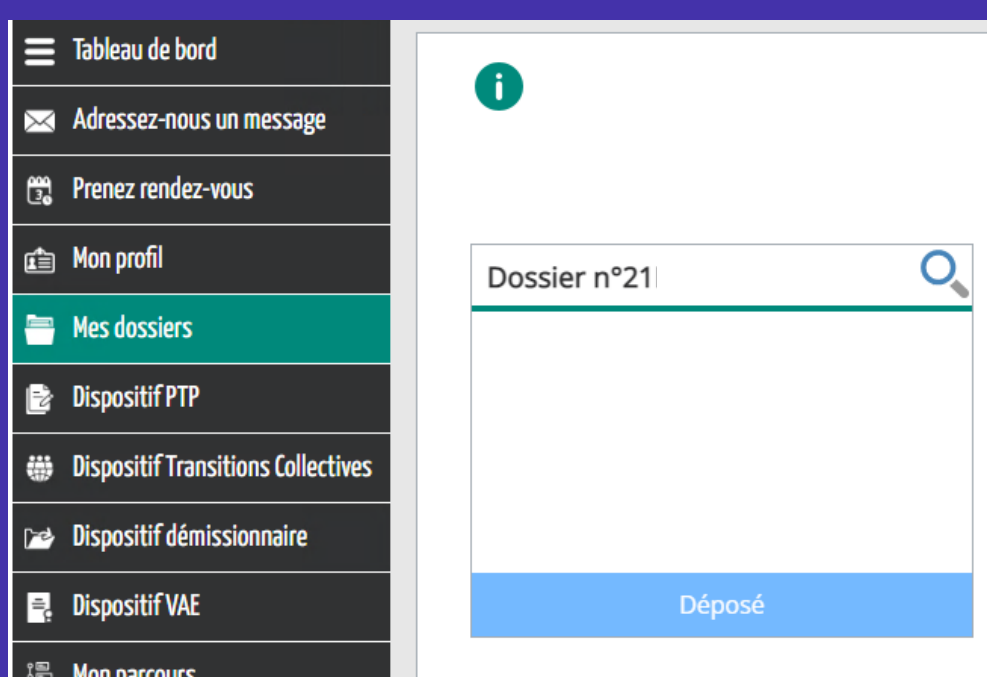 Tableau de bord
Adressez-nous un message
Prenez rendez-vous
Mon profil
Mes dossiers
Dispositif PTP
Dispositif Transitions Collectives
Dispositif démissionnaire
Dispositif VAE
Mon parcours
i
Dossier n°21
Déposé